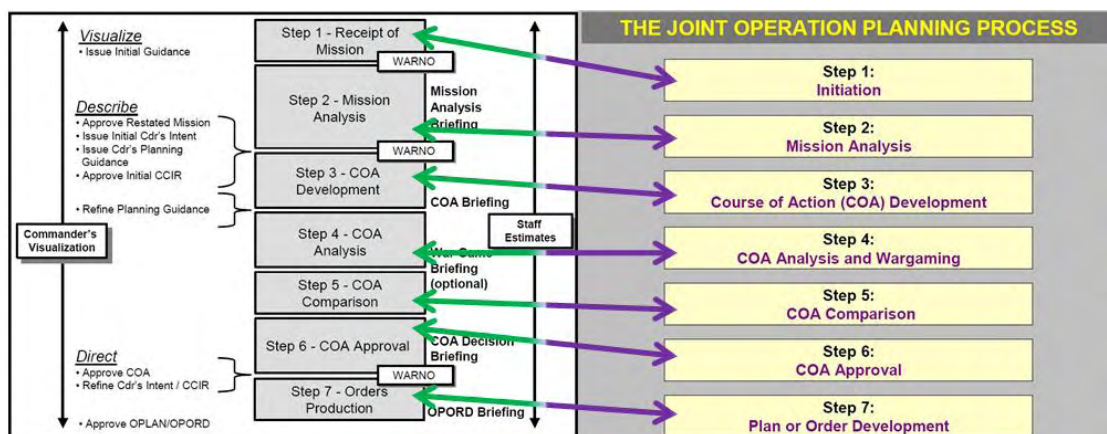 Visualize
• Issue Initial Guidance
Describe
• Approve Restated Mission
• Issue Initial Cdr's Intent
• Issue Cdr's Planning
Guidance
• Approve Initial CCIR
• Refine Planning Guidance
Commander's
Visualization
Direct
• Approve COA
• Refine Cdr's Intent / CCIR
• Approve OPLAN/OPORD
Step 1 - Receipt of
Mission
WARNO
Step 2 - Mission
Analysis
WARNO
Step 3 - COA
Development
Step 4 - COA
Analysis
Step 5 - COA
Comparison
Step 6 - COA Approval
WARNO
Step 7 - Orders
Production
Mission
Analysis
Briefing
COA Briefing
War Game
Briefing
(optional)
COA Decision
Briefing
OPORD Briefing
Staff
Estimates
THE JOINT OPERATION PLANNING PROCESS
Step 1:
Initiation
Step 2:
Mission Analysis
Step 3:
Course of Action (COA) Development
Step 4:
COA Analysis and Wargaming
Step 5:
COA Comparison
Step 6:
COA Approval
Step 7:
Plan or Order Development